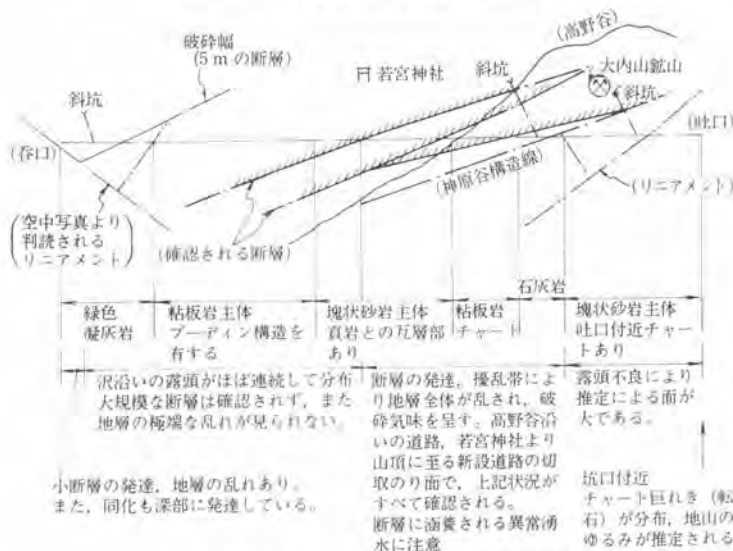 (高野谷)
破砕幅
(5mの断層)
若宮神社
斜坑
大内山鉱山
斜坑
斜坑
(呑口)
(吐口)
(神原谷構造線)
(リニアメント)
(空中写真より
判読される
リニアメント)
(確認される断層)
石灰岩
緑色
凝灰岩
粘板岩主体
ブーディン構造を
有する
塊状砂岩主体
頁岩との互層部
あり
粘板岩
チャート
塊状砂岩主体
吐口付近チャー
トあり
沢沿いの露頭がほぼ連続して分布
大規模な断層は確認されず,また
地層の極端な乱れが見られない。
断層の発達,擾乱帯によ
り地層全体が乱され,破
砕気味を呈す。高野谷沿
いの道路,若宮神社より
山頂に至る新設道路の切
取のり面で,上記状況が
すべて確認される。
断層に涵養される異常湧
水に注意
露頭不良により
推定による面が
大である。
小断層の発達,地層の乱れあり。
また,同化も深部に発達している。
坑口付近
チャート巨れき(転
石)が分布,地山の
ゆるみが推定される